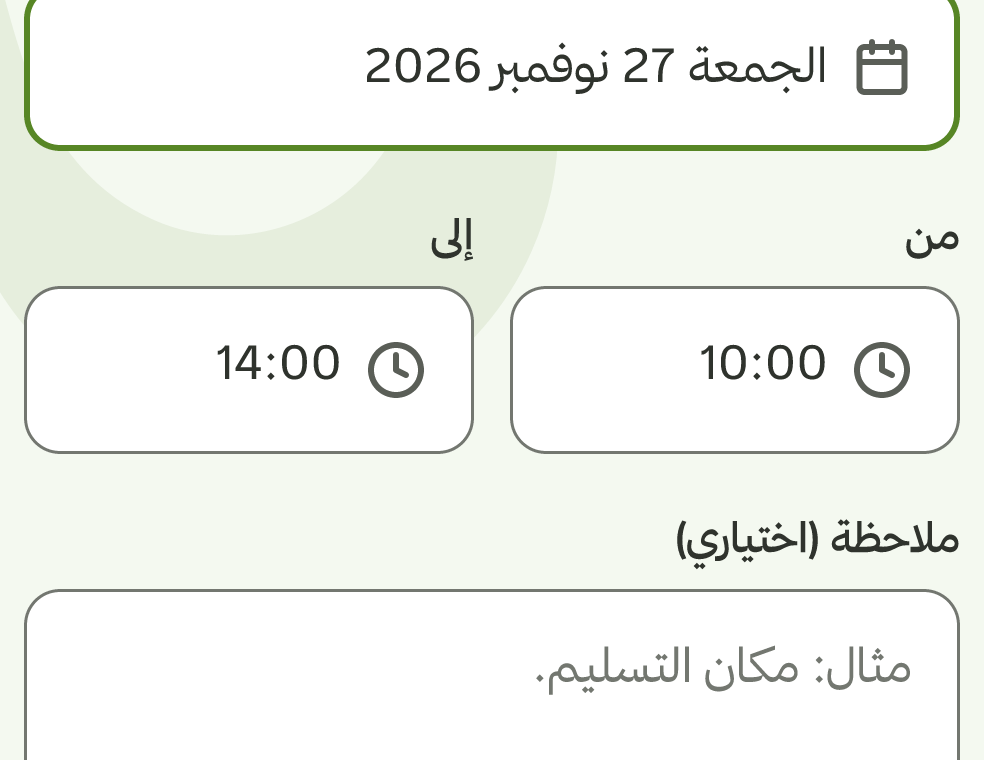 الجمعة 27 نوفمبر 2026
من
إلى
10:00
14:00
ملاحظة (اختياري)
مثال: مكان التسليم.